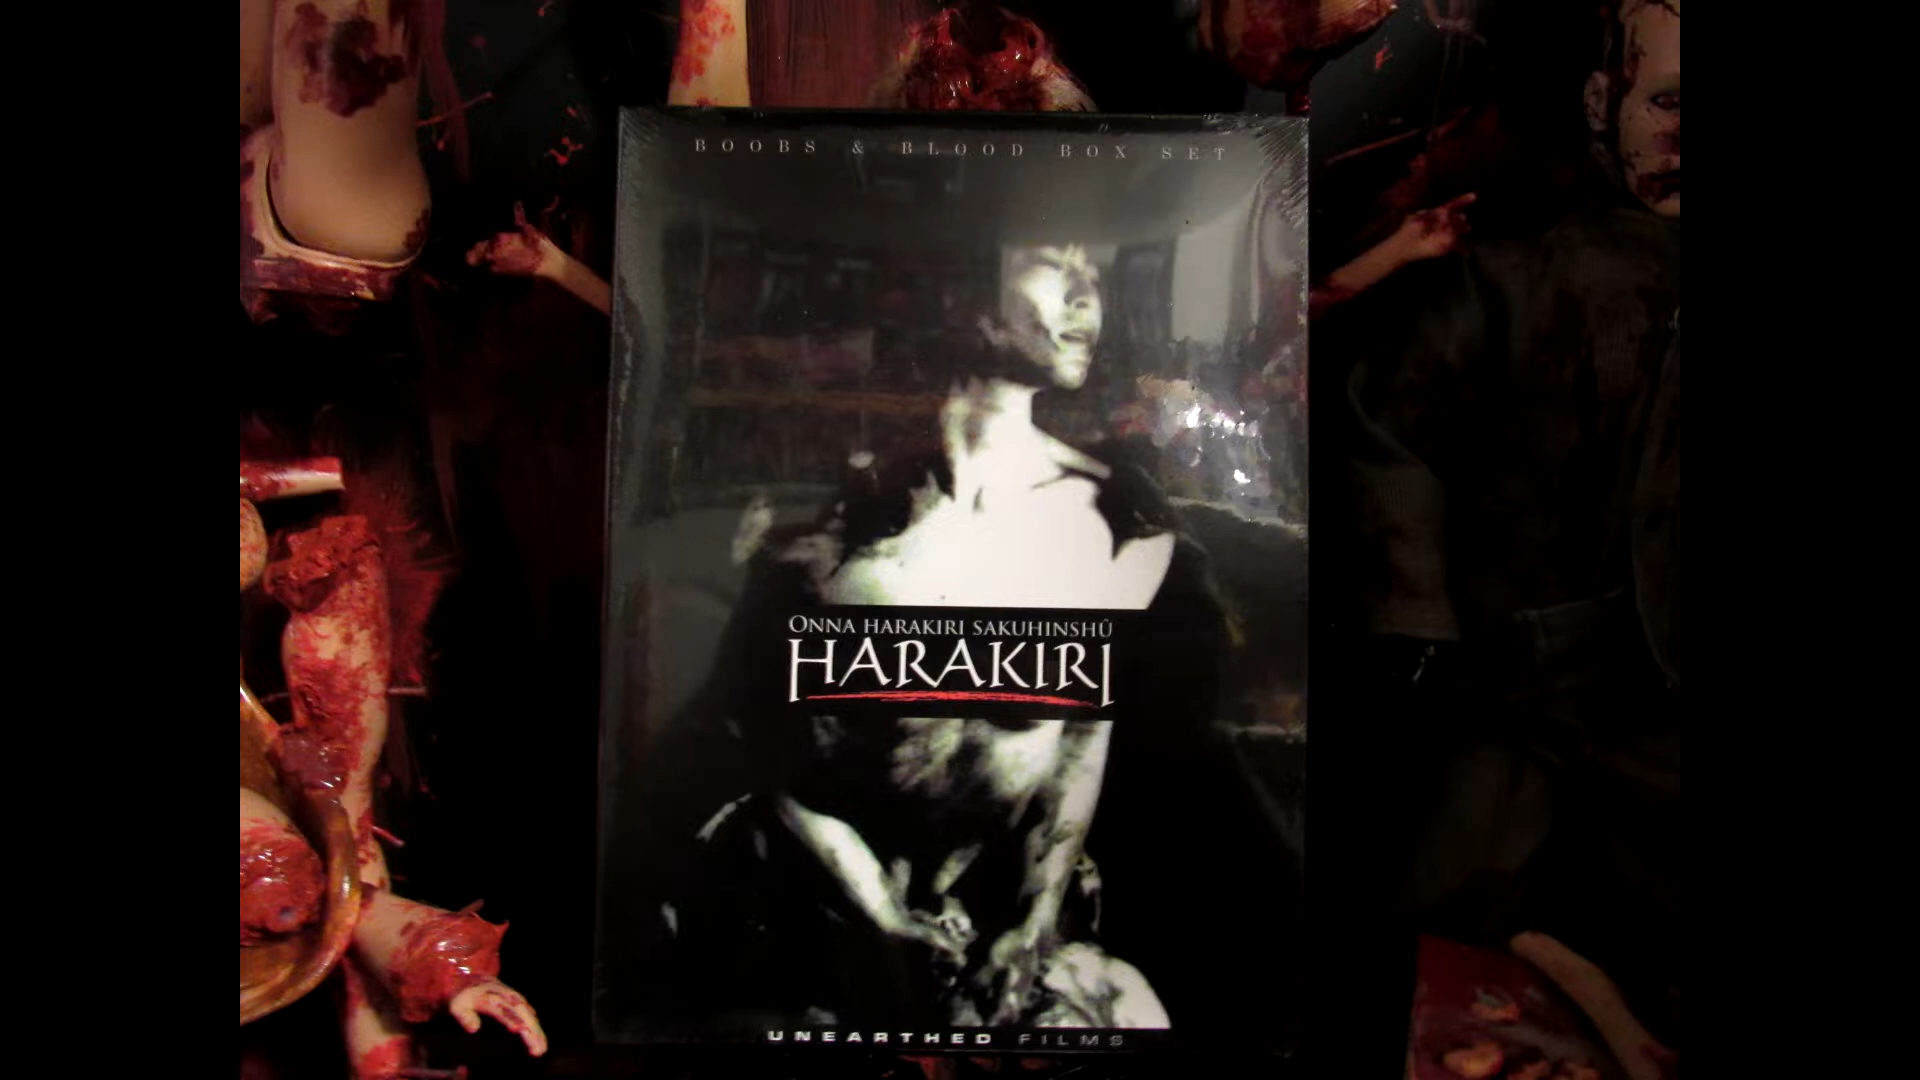 BOOBS & BLOOD BOX SET
ONNA HARAKIRI SAKUHINSHŪ
HARAKIRI
UNEARTHED FILMS